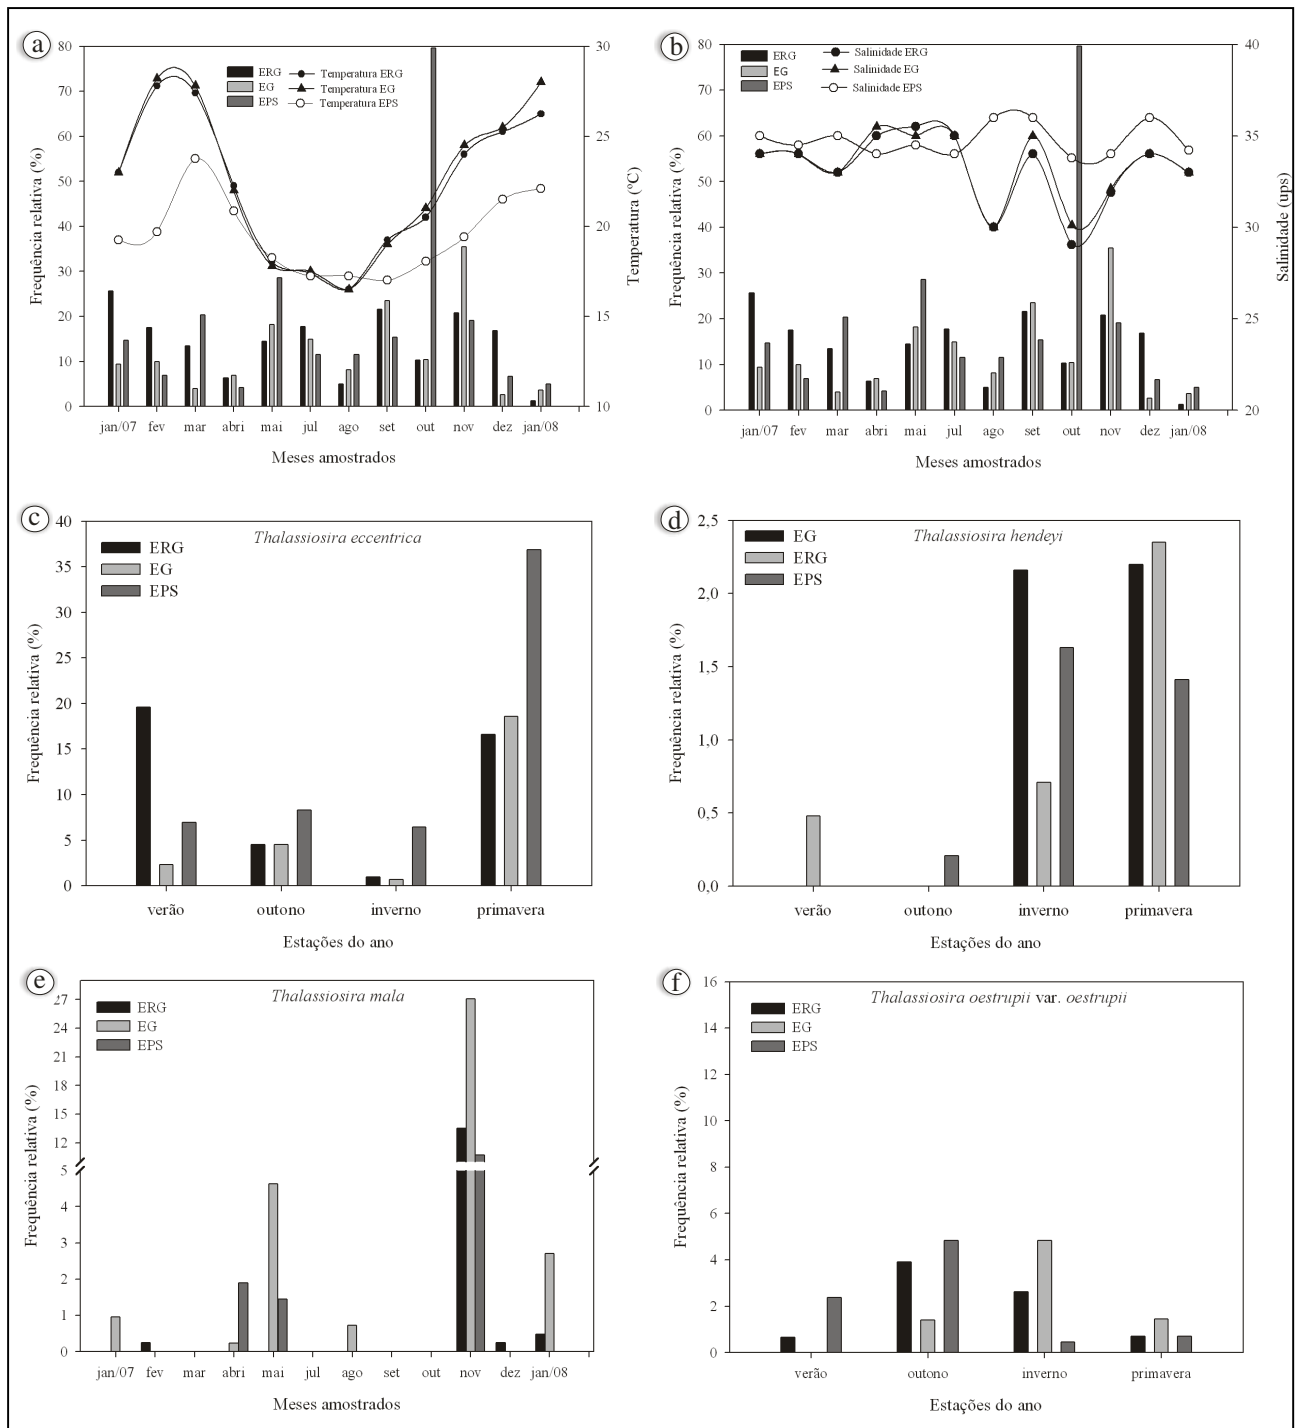 a
80
70
60
50
40
30
20
10
0
Frequência relativa (%)
30
25
20
15
10
Temperatura (°C)
ERG
EG
EPS
Temperatura ERG
Temperatura EG
Temperatura EPS
jan/07 fev mar abri mai jul ago set out nov dez jan/08
Meses amostrados
b
80
70
60
50
40
30
20
10
0
Frequência relativa (%)
40
35
30
25
20
Salinidade (ups)
ERG
EG
EPS
Salinidade ERG
Salinidade EG
Salinidade EPS
jan/07 fev mar abri mai jul ago set out nov dez jan/08
Meses amostrados
c
40
35
30
25
20
15
10
5
0
Frequência relativa (%)
Thalassiosira eccentrica
ERG
EG
EPS
verão outono inverno primavera
Estações do ano
d
2,5
2,0
1,5
1,0
0,5
0,0
Frequência relativa (%)
Thalassiosira hendeyi
EG
ERG
EPS
verão outono inverno primavera
Estações do ano
e
27
24
21
18
15
12
5
4
3
2
1
0
Frequência relativa (%)
Thalassiosira mala
ERG
EG
EPS
jan/07 fev mar abri mai jul ago set out nov dez jan/08
Meses amostrados
f
16
14
12
10
8
6
4
2
0
Frequência relativa (%)
Thalassiosira oestrupii var. oestrupii
ERG
EG
EPS
verão outono inverno primavera
Estações do ano